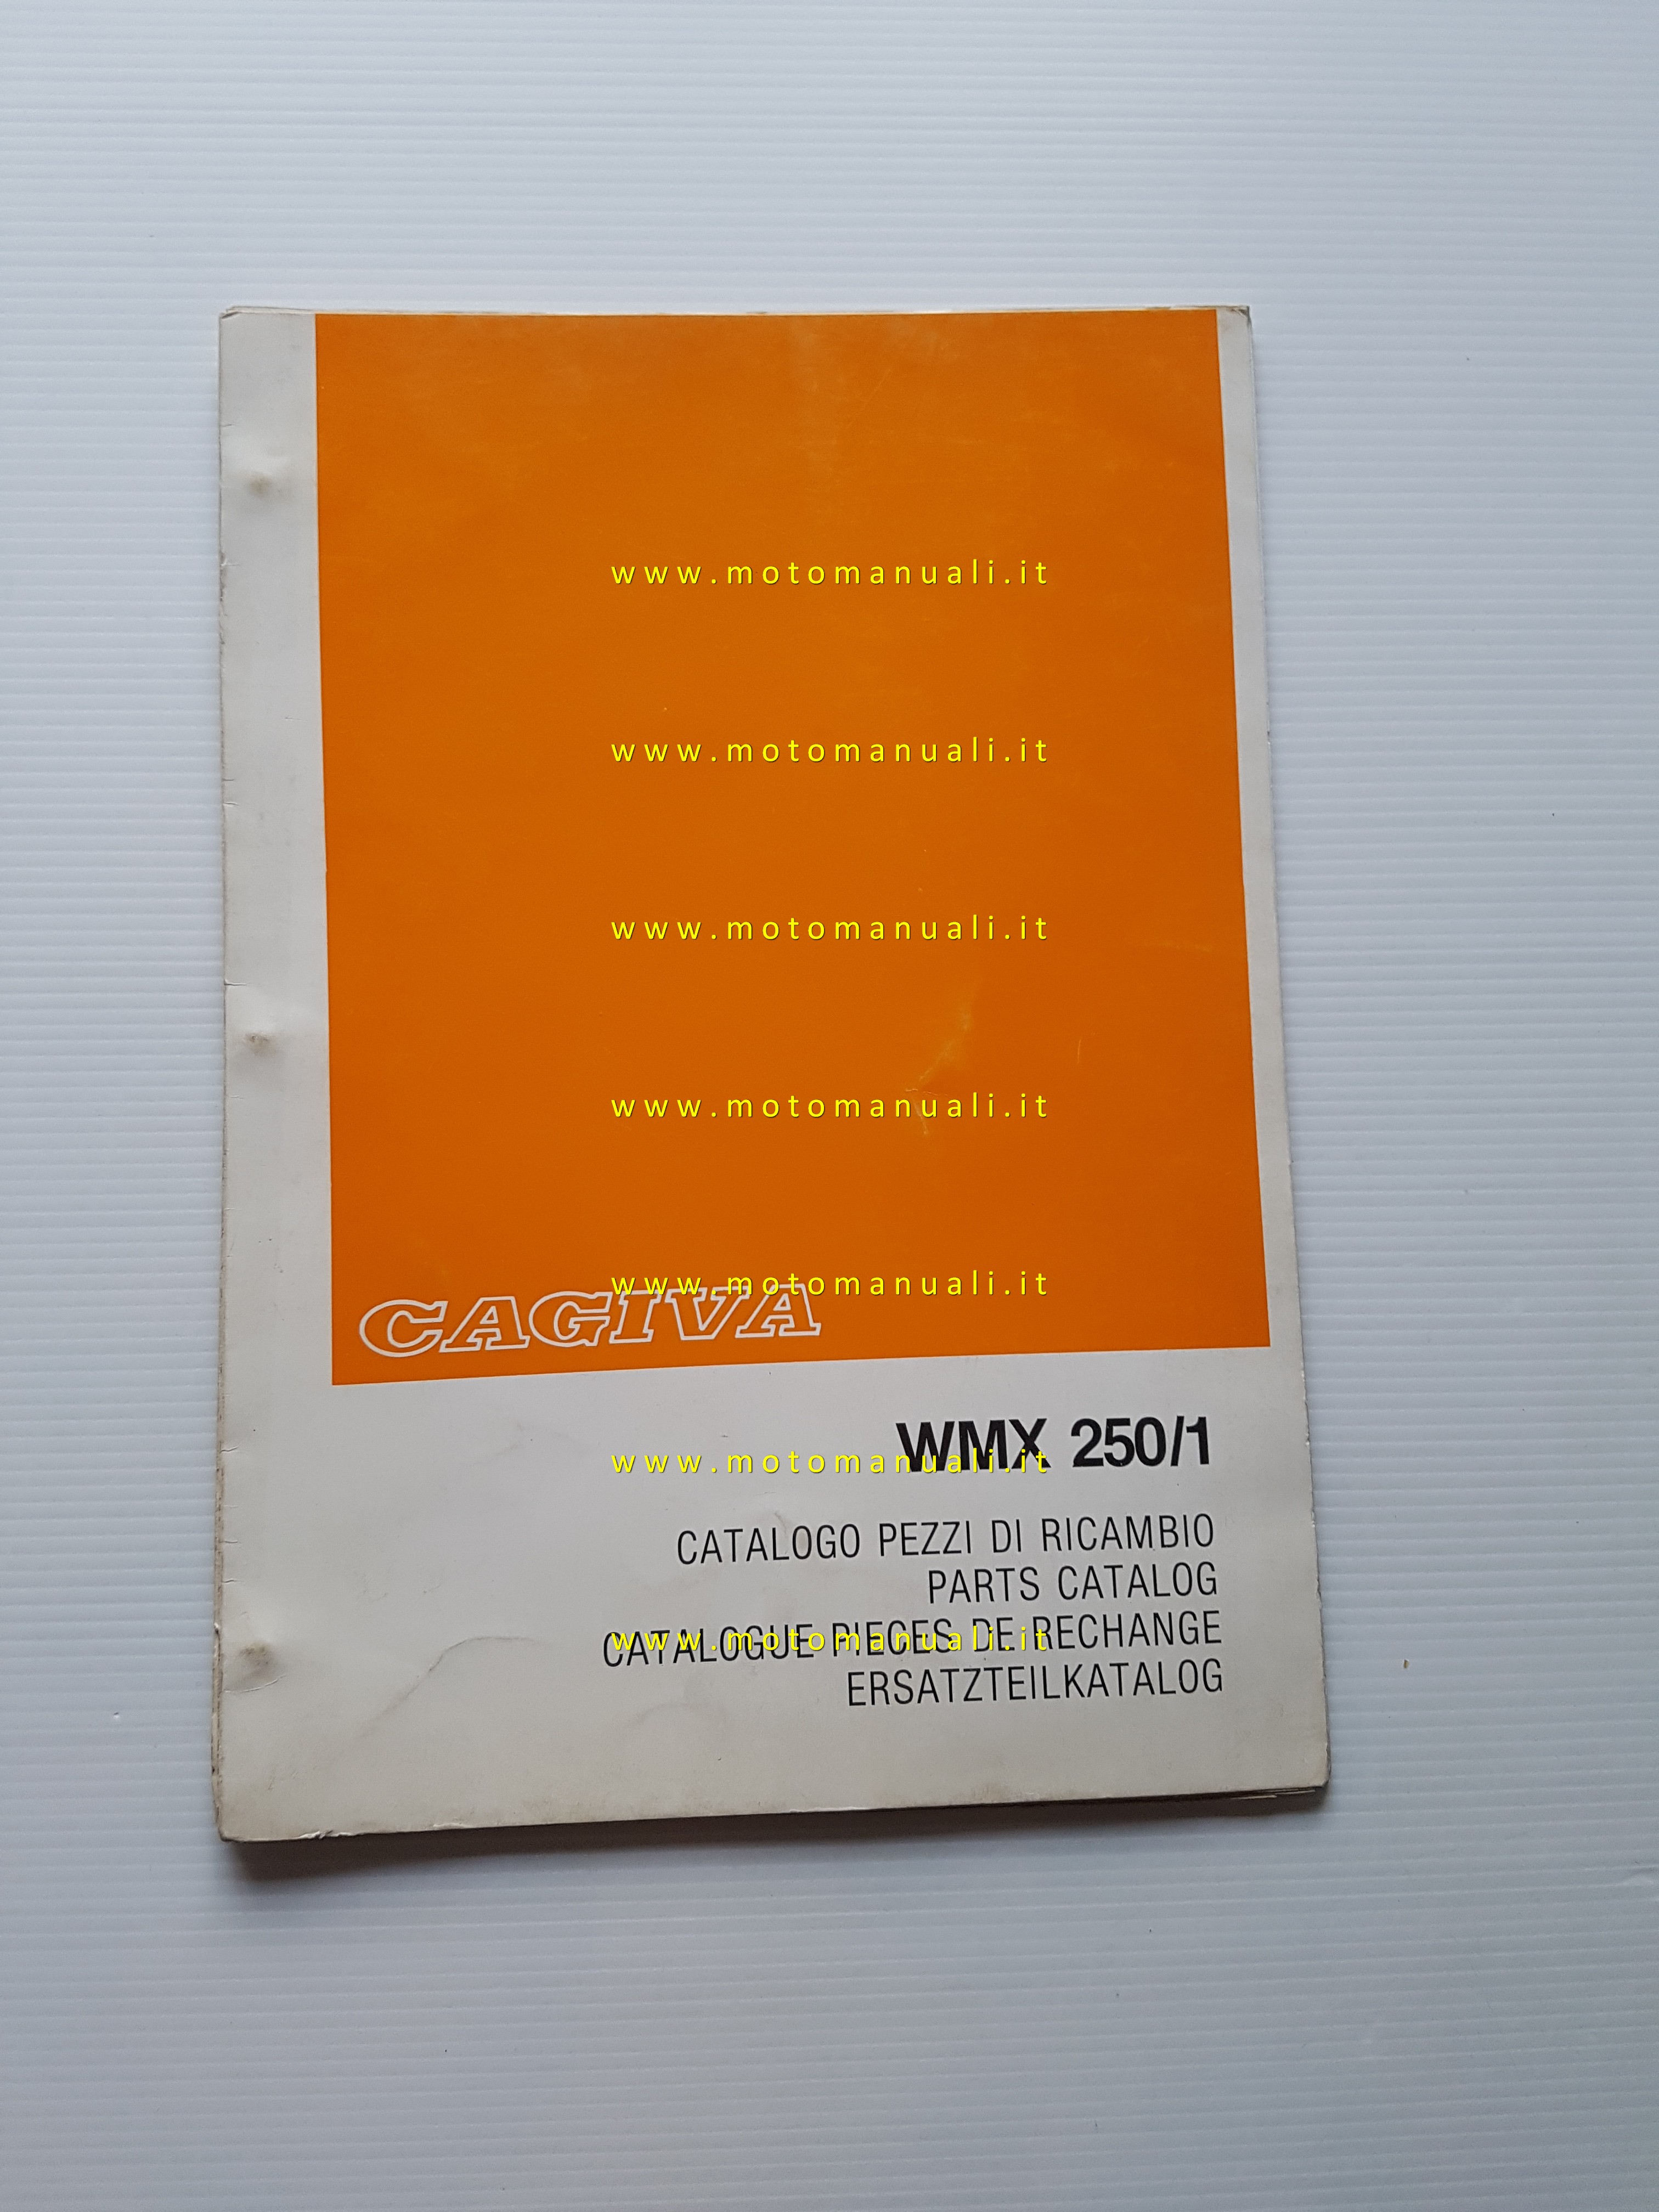 www.motomanuali.it
www.motomanuali.it
www.motomanuali.it
www.motomanuali.it
www.motomanuali.it
CAGIVA
WMX 250/1
www.motomanuali.it
CATALOGO PEZZI DI RICAMBIO
PARTS CATALOG
CATALOGUE PIECES DE RECHANGE
www.motomanuali.it
ERSATZTEILKATALOG